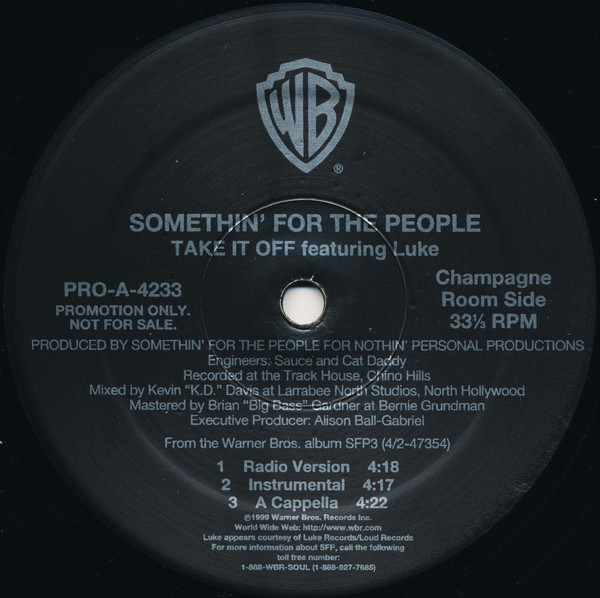 WB
®
SOMETHIN' FOR THE PEOPLE
TAKE IT OFF featuring Luke
PRO-A-4233
PROMOTION ONLY.
NOT FOR SALE.
Champagne
Room Side
33⅓ RPM
PRODUCED BY SOMETHIN' FOR THE PEOPLE FOR NOTHIN' PERSONAL PRODUCTIONS
Engineers: Sauce and Cat Daddy
Recorded at the Track House, Chino Hills
Mixed by Kevin "K.D." Davis at Larrabee North Studios, North Hollywood
Mastered by Brian "Big Bass" Gardner at Bernie Grundman
Executive Producer: Alison Ball-Gabriel
From the Warner Bros. album SFP3 (4/2-47354)
1 Radio Version 4:18
2 Instrumental 4:17
3 A Cappella 4:22
℗1999 Warner Bros. Records Inc.
World Wide Web: http://www.wbr.com
Luke appears courtesy of Luke Records/Loud Records
For more information about SFP, call the following
toll free number:
1-888-WBR-SOUL (1-888-927-7685)